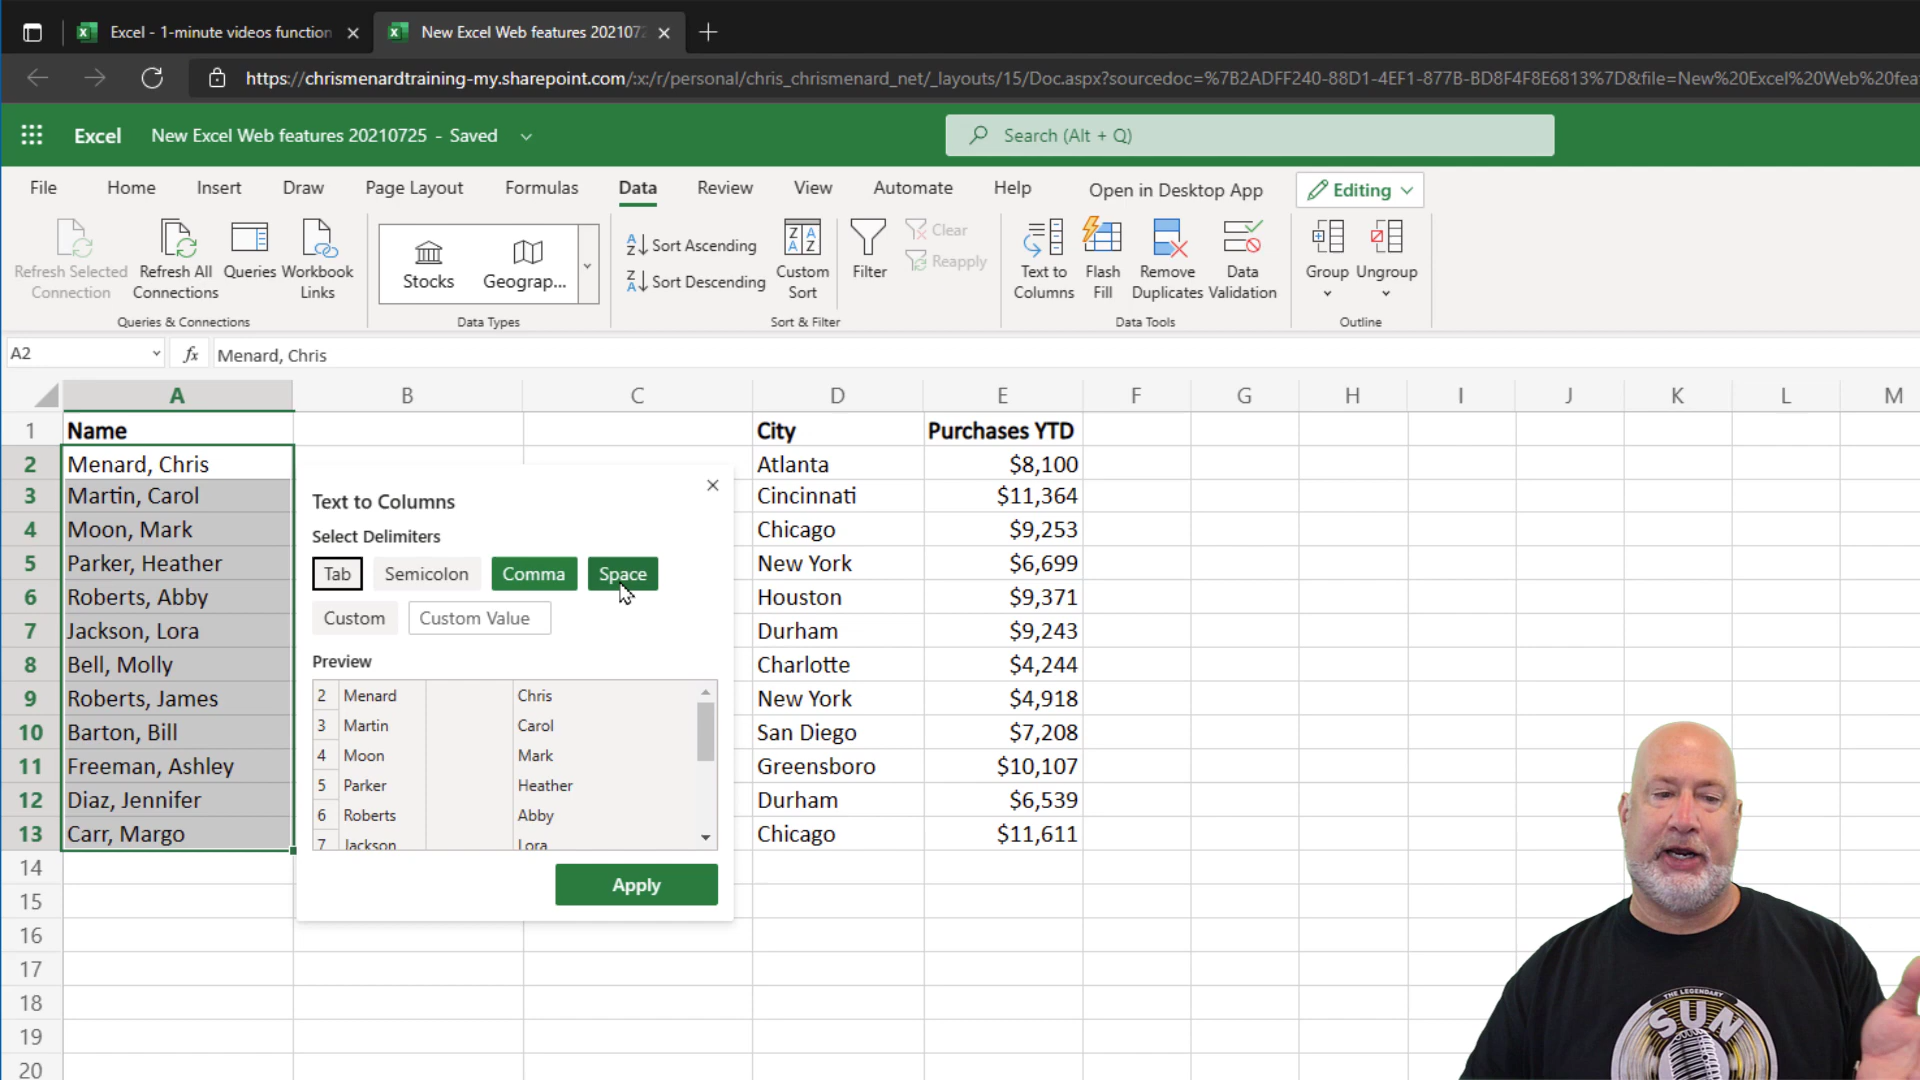 Excel - 1-minute videos function
New Excel Web features 202107
https://chrismenardtraining-my.sharepoint.com/:x:/r/personal/chris_chrismenard_net/_layouts/15/Doc.aspx?sourcedoc=%7B2ADFF240-88D1-4EF1-877B-BD8F4F8E6813%7D&file=New%20Excel%20Web%20fea
Excel New Excel Web features 20210725 - Saved Search (Alt + Q)
File Home Insert Draw Page Layout Formulas Data Review View Automate Help Open in Desktop App Editing
Refresh Selected Connection
Refresh All Connections
Queries
Workbook Links
Stocks
Geograp...
Sort Ascending
Sort Descending
Custom Sort
Filter
Clear
Reapply
Text to Columns
Flash Fill
Remove Duplicates
Data Validation
Group
Ungroup
Queries & Connections Data Types Sort & Filter Data Tools Outline
A2 fx Menard, Chris
A B C D E F G H I J K L M
1 Name City Purchases YTD
2 Menard, Chris Atlanta $8,100
3 Martin, Carol Cincinnati $11,364
4 Moon, Mark Chicago $9,253
5 Parker, Heather New York $6,699
6 Roberts, Abby Houston $9,371
7 Jackson, Lora Durham $9,243
8 Bell, Molly Charlotte $4,244
9 Roberts, James New York $4,918
10 Barton, Bill San Diego $7,208
11 Freeman, Ashley Greensboro $10,107
12 Diaz, Jennifer Durham $6,539
13 Carr, Margo Chicago $11,611
14
15
16
17
18
19
20
Text to Columns
Select Delimiters
Tab Semicolon Comma Space
Custom Custom Value
Preview
2 Menard Chris
3 Martin Carol
4 Moon Mark
5 Parker Heather
6 Roberts Abby
7 Jackson Lora
Apply
THE LEGENDARY
SUN